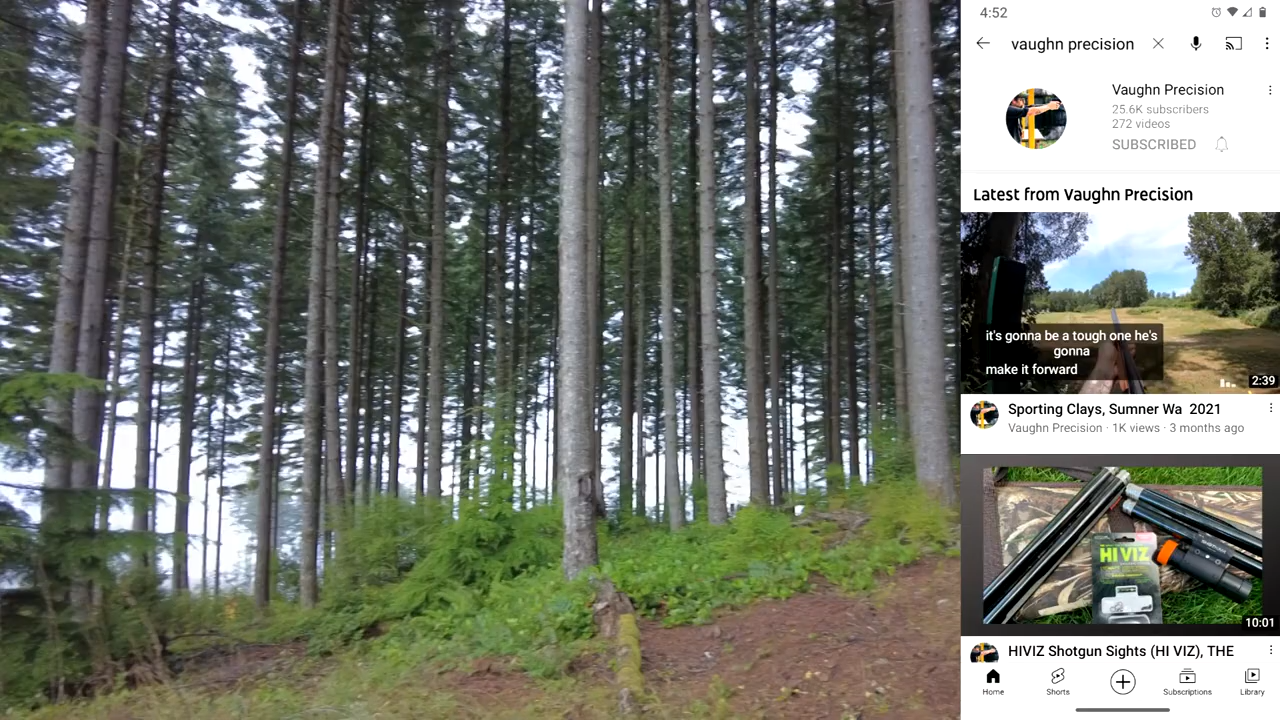 4:52
vaughn precision
Vaughn Precision
25.6K subscribers
272 videos
SUBSCRIBED
Latest from Vaughn Precision
it's gonna be a tough one he's
gonna
make it forward
2:39
Sporting Clays, Sumner Wa 2021
Vaughn Precision · 1K views · 3 months ago
HI VIZ
10:01
HIVIZ Shotgun Sights (HI VIZ), THE
Home
Shorts
Subscriptions
Library